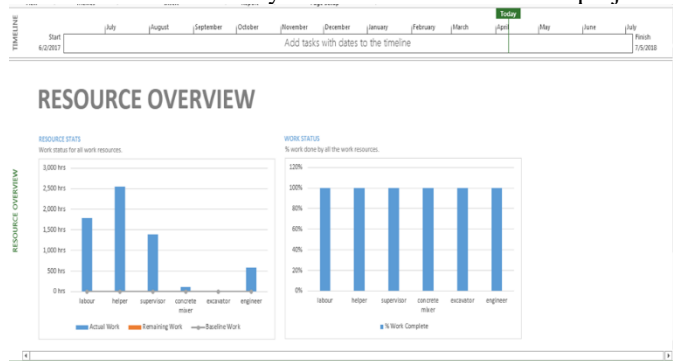 TIMELINE
Today
July August September October November December January February March April May June July
Start
6/2/2017
Add tasks with dates to the timeline
Finish
7/5/2018
RESOURCE OVERVIEW
RESOURCE OVERVIEW
RESOURCE STATS
Work status for all work resources.
3,000 hrs
2,500 hrs
2,000 hrs
1,500 hrs
1,000 hrs
500 hrs
0 hrs
labour helper supervisor concrete mixer excavator engineer
Actual Work Remaining Work Baseline Work
WORK STATUS
% work done by all the work resources.
120%
100%
80%
60%
40%
20%
0%
labour helper supervisor concrete mixer excavator engineer
% Work Complete